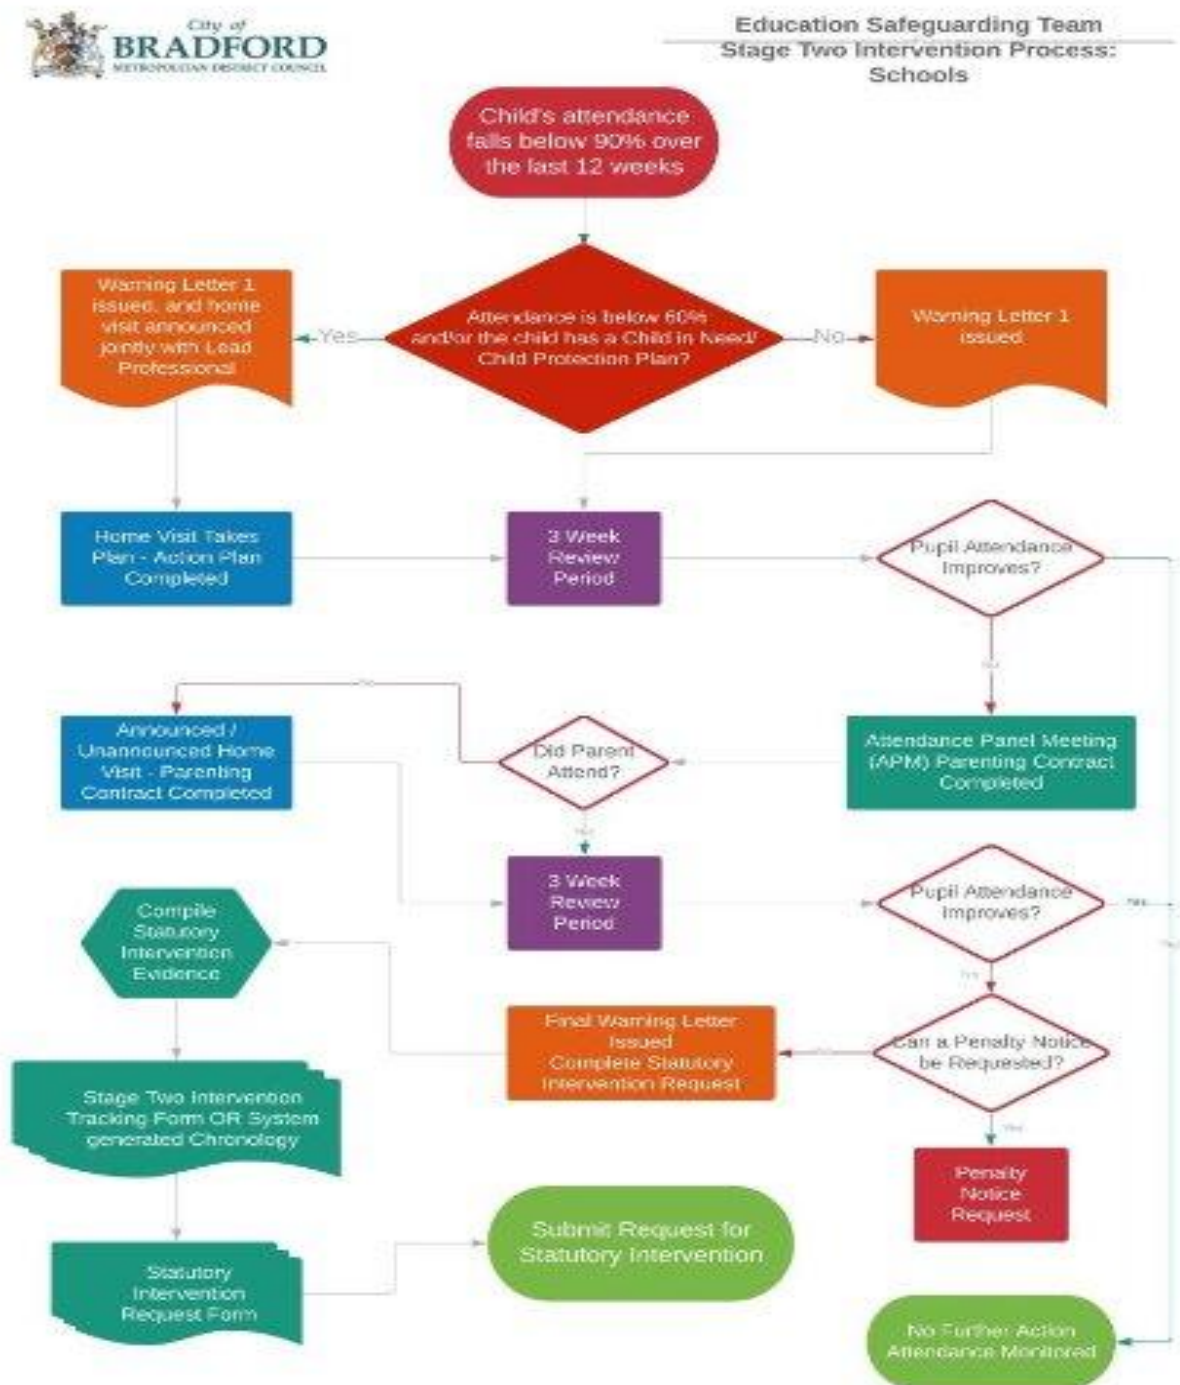 City of
BRADFORD
METROPOLITAN DISTRICT COUNCIL
Education Safeguarding Team
Stage Two Intervention Process:
Schools
Child's attendance
falls below 90% over
the last 12 weeks
Warning Letter 1
issued, and home
visit announced
jointly with Lead
Professional
Yes
Attendance is below 60%
and/or the child has a Child in Need/
Child Protection Plan?
No
Warning Letter 1
issued
Home Visit Takes
Plan - Action Plan
Completed
3 Week
Review
Period
Pupil Attendance
Improves?
No
Announced /
Unannounced Home
Visit - Parenting
Contract Completed
Did Parent
Attend?
Attendance Panel Meeting
(APM) Parenting Contract
Completed
Yes
3 Week
Review
Period
Pupil Attendance
Improves?
Yes
Compile
Statutory
Intervention
Evidence
Final Warning Letter
Issued
Complete Statutory
Intervention Request
Can a Penalty Notice
be Requested?
Yes
Stage Two Intervention
Tracking Form OR System
generated Chronology
Penalty
Notice
Request
Submit Request for
Statutory Intervention
Statutory
Intervention
Request Form
No Further Action
Attendance Monitored